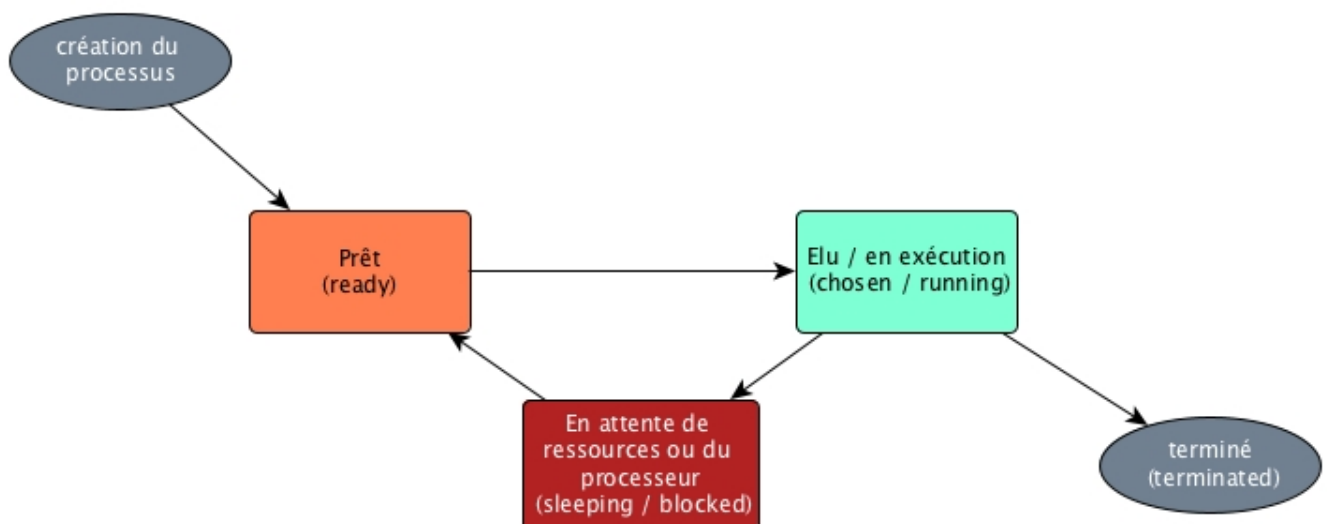 création du
processus
Prêt
(ready)
Elu / en exécution
(chosen / running)
En attente de
ressources ou du
processeur
(sleeping / blocked)
terminé
(terminated)